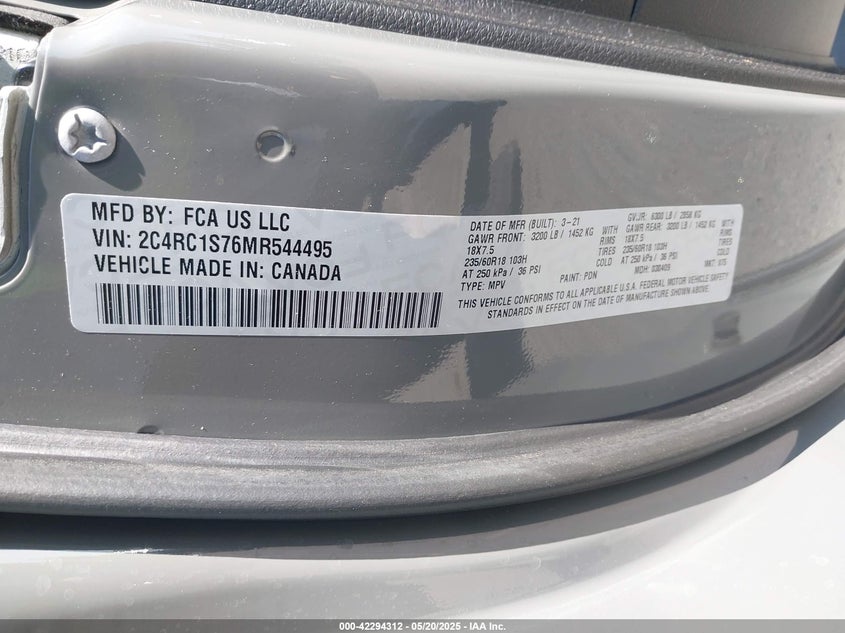 MFD BY: FCA US LLC
VIN: 2C4RC1S76MR544495
VEHICLE MADE IN: CANADA
DATE OF MFR (BUILT): 3-21 GVWR: 6300 LB / 2858 KG
GAWR FRONT: 3200 LB / 1452 KG GAWR REAR: 3200 LB / 1452 KG
18X7.5 RIMS 18X7.5 RIMS
235/60R18 103H TIRES 235/60R18 103H TIRES
AT 250 kPa / 36 PSI COLD AT 250 kPa / 36 PSI COLD
TYPE: MPV PAINT: PDN MDH: 030409 MKT: 075
THIS VEHICLE CONFORMS TO ALL APPLICABLE U.S.A. FEDERAL MOTOR VEHICLE SAFETY
STANDARDS IN EFFECT ON THE DATE OF MANUFACTURE SHOWN ABOVE.
000-42294312 - 05/20/2025 - IAA Inc.